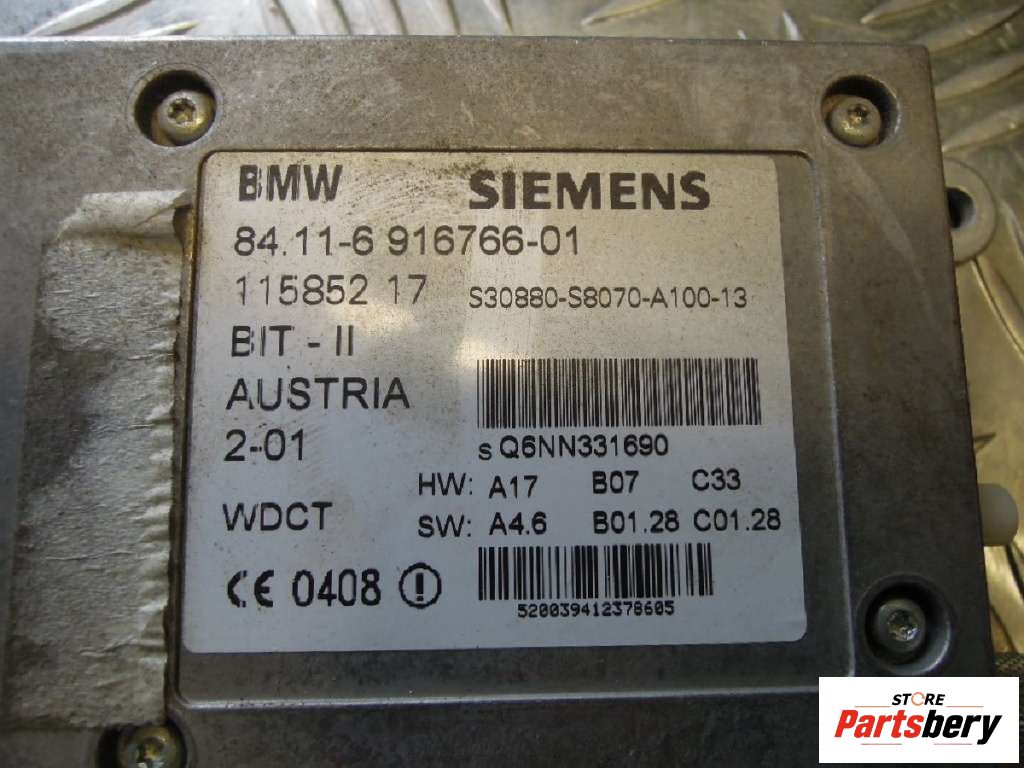 BMW SIEMENS
84.11-6 916766-01
115852 17 S30880-S8070-A100-13
BIT - II
AUSTRIA
2-01 s Q6NN331690
HW: A17 B07 C33
WDCT SW: A4.6 B01.28 C01.28
CE 0408
520039412378605
STORE
Partsbery